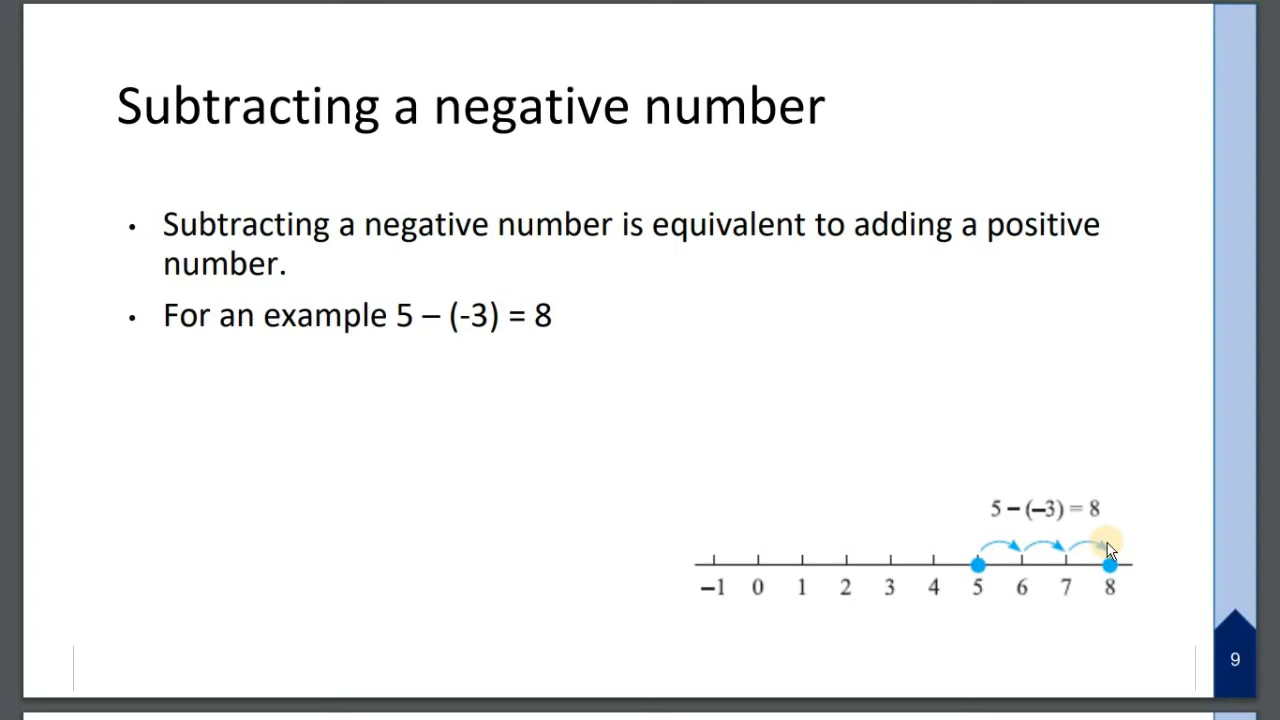 Subtracting a negative number
• Subtracting a negative number is equivalent to adding a positive
number.
• For an example 5 – (-3) = 8
5 – (–3) = 8
–1 0 1 2 3 4 5 6 7 8
9